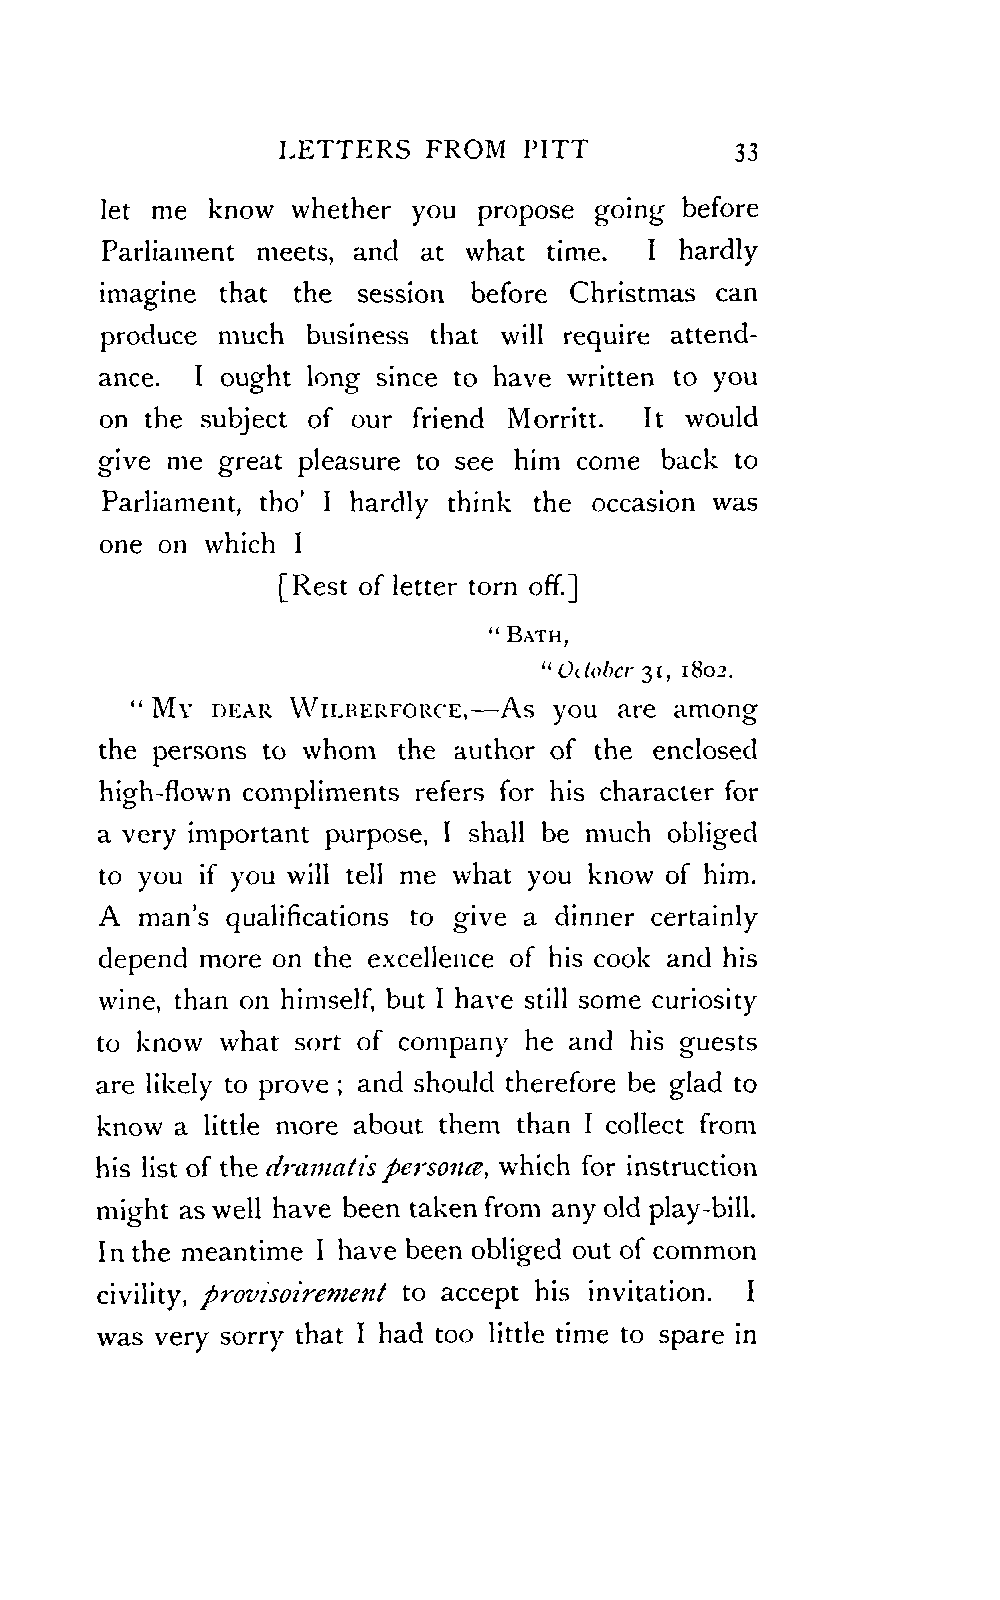 LETTERS FROM PITT 33
let me know whether you propose going before
Parliament meets, and at what time. I hardly
imagine that the session before Christmas can
produce much business that will require attend-
ance. I ought long since to have written to you
on the subject of our friend Morritt. It would
give me great pleasure to see him come back to
Parliament, tho' I hardly think the occasion was
one on which I
[Rest of letter torn off.]
"BATH,
"October 31, 1802.
"MY DEAR WILBERFORCE,—As you are among
the persons to whom the author of the enclosed
high-flown compliments refers for his character for
a very important purpose, I shall be much obliged
to you if you will tell me what you know of him.
A man's qualifications to give a dinner certainly
depend more on the excellence of his cook and his
wine, than on himself, but I have still some curiosity
to know what sort of company he and his guests
are likely to prove; and should therefore be glad to
know a little more about them than I collect from
his list of the dramatis personæ, which for instruction
might as well have been taken from any old play-bill.
In the meantime I have been obliged out of common
civility, provisoirement to accept his invitation. I
was very sorry that I had too little time to spare in